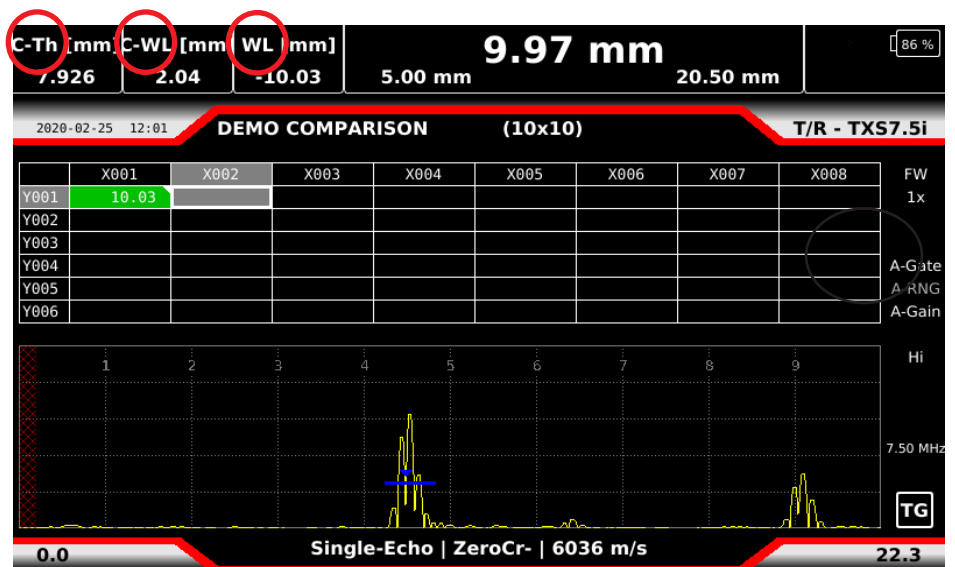 C-Th [mm] C-WL [mm] WL [mm] 9.97 mm 86 %
7.926 2.04 -10.03 5.00 mm 20.50 mm
2020-02-25 12:01 DEMO COMPARISON (10x10) T/R - TXS7.5i
X001 X002 X003 X004 X005 X006 X007 X008 FW
Y001 10.03 1x
Y002
Y003
Y004 A-Gate
Y005 A-RNG
Y006 A-Gain
1 2 3 4 5 6 7 8 9 Hi
7.50 MHz
TG
0.0 Single-Echo | ZeroCr- | 6036 m/s 22.3